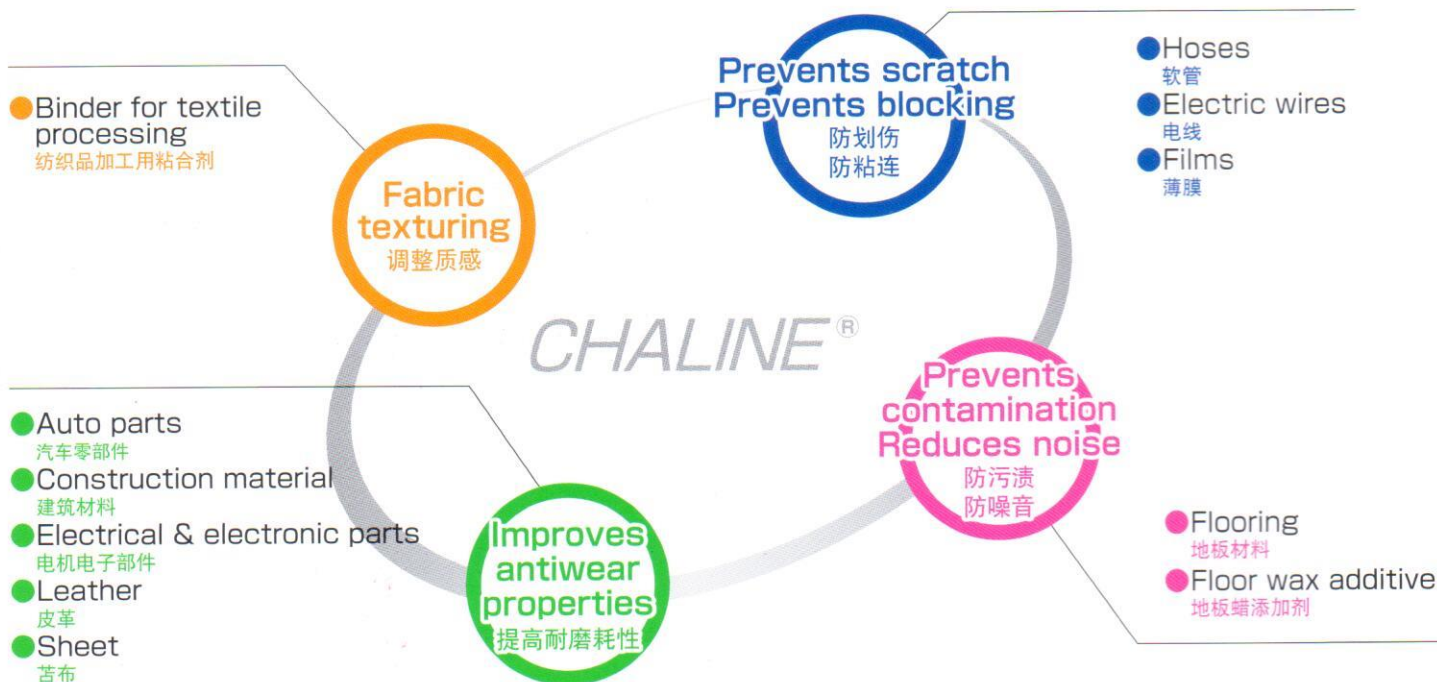 Binder for textile
processing
纺织品加工用粘合剂
Fabric
texturing
调整质感
Prevents scratch
Prevents blocking
防划伤
防粘连
Hoses
软管
Electric wires
电线
Films
薄膜
CHALINE®
Prevents
contamination
Reduces noise
防污渍
防噪音
Flooring
地板材料
Floor wax additive
地板蜡添加剂
Improves
antiwear
properties
提高耐磨耗性
Auto parts
汽车零部件
Construction material
建筑材料
Electrical & electronic parts
电机电子部件
Leather
皮革
Sheet
苫布